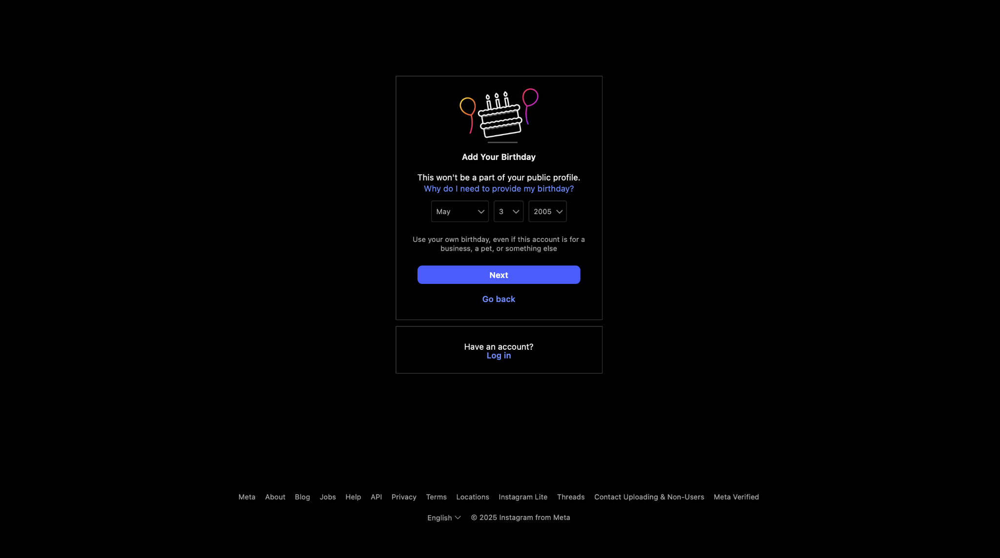 Add Your Birthday
This won't be a part of your public profile.
Why do I need to provide my birthday?
May 3 2005
Use your own birthday, even if this account is for a
business, a pet, or something else
Next
Go back
Have an account?
Log in
Meta About Blog Jobs Help API Privacy Terms Locations Instagram Lite Threads Contact Uploading & Non-Users Meta Verified
English © 2025 Instagram from Meta